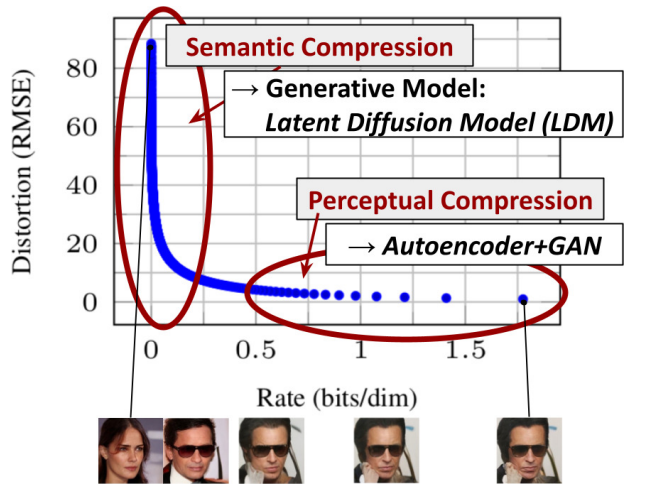 Semantic Compression
→ Generative Model:
Latent Diffusion Model (LDM)
Perceptual Compression
→ Autoencoder+GAN
Distortion (RMSE)
80
60
40
20
0
0
0.5
1
1.5
Rate (bits/dim)